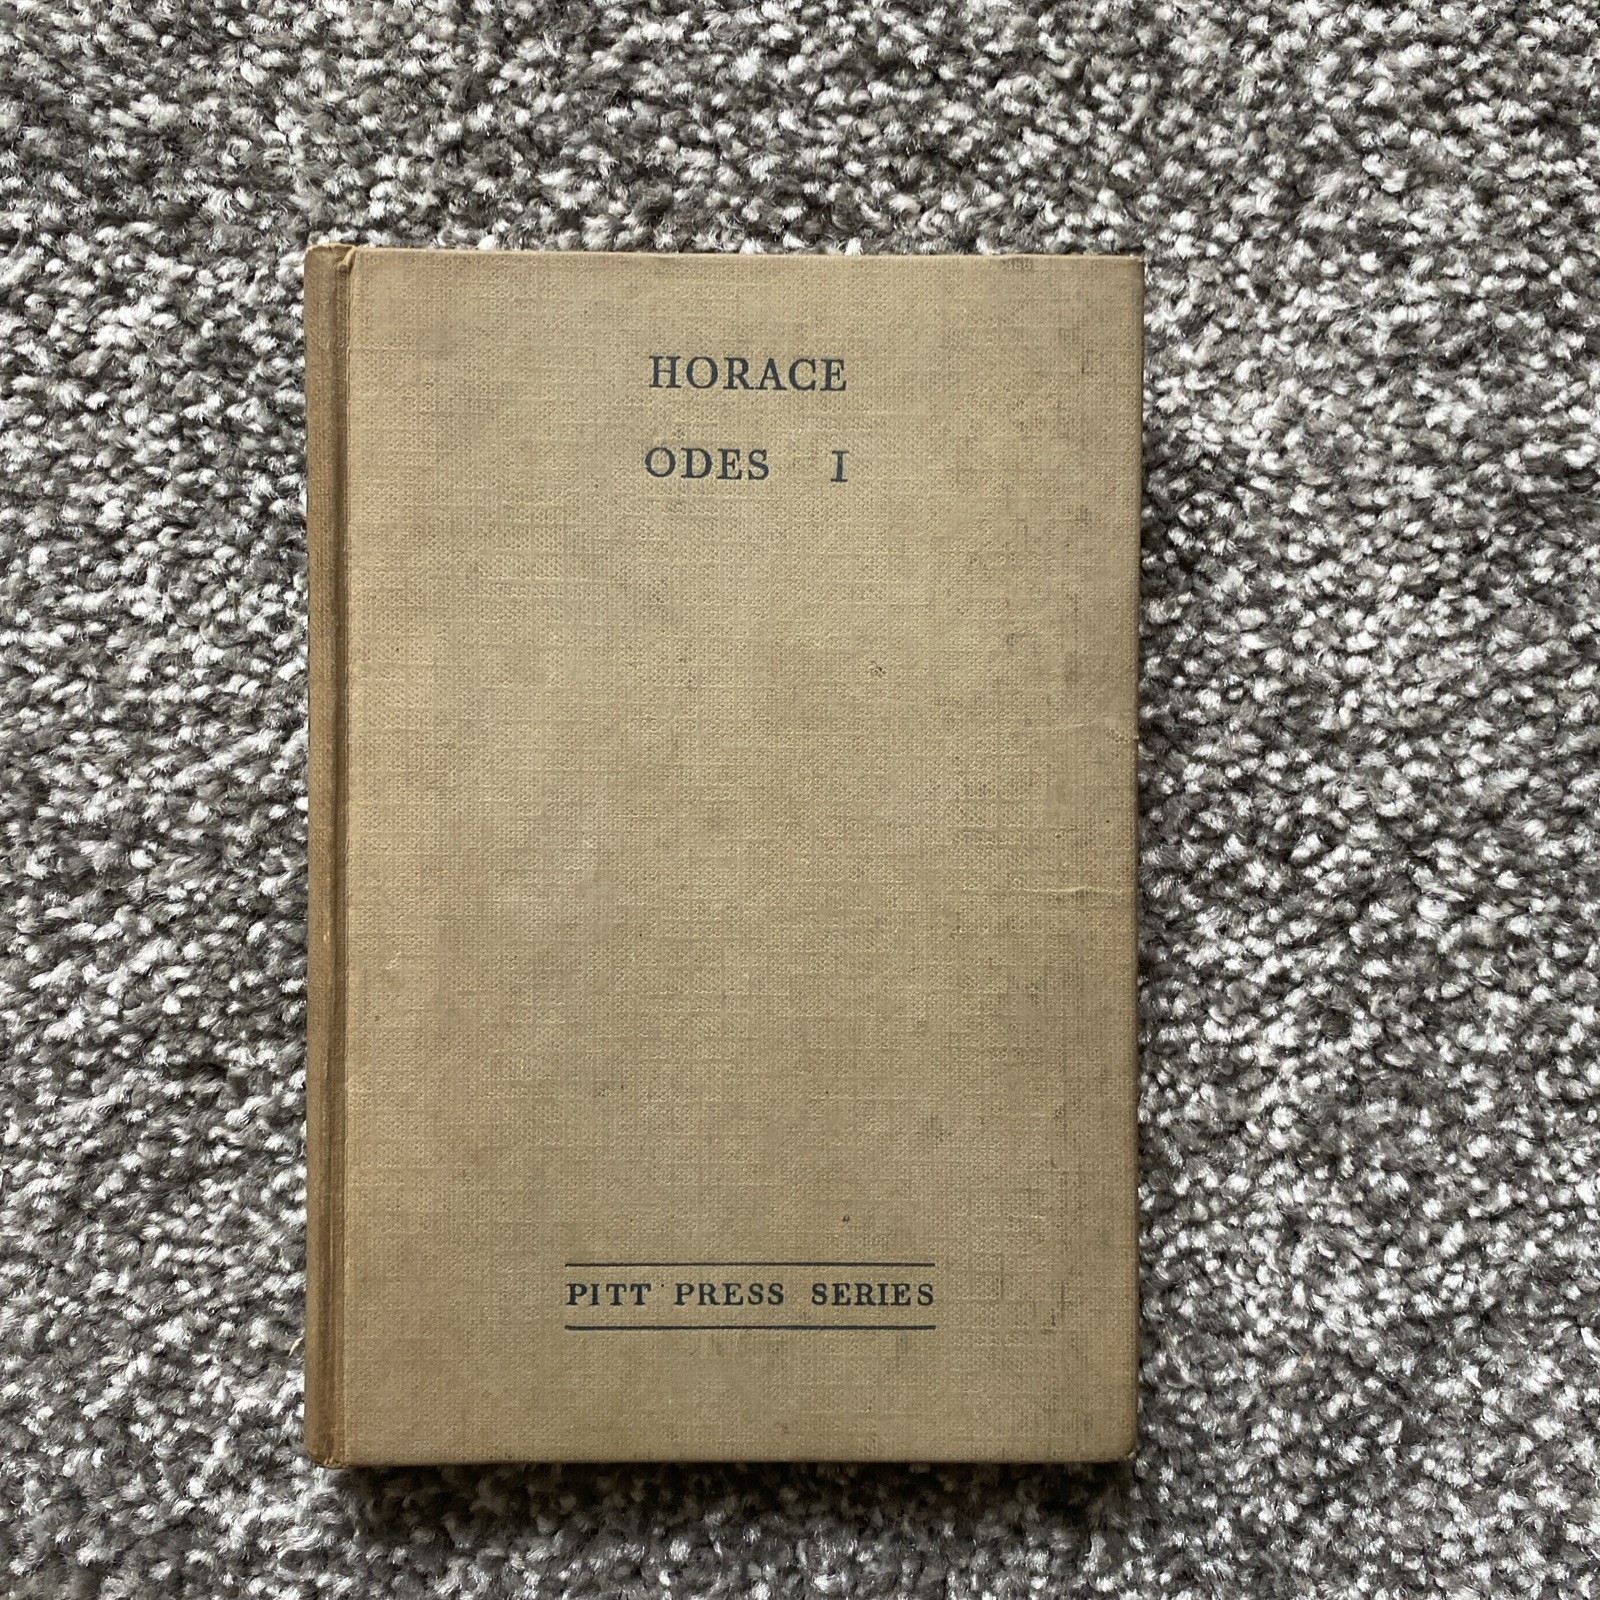 HORACE
ODES I
PITT PRESS SERIES